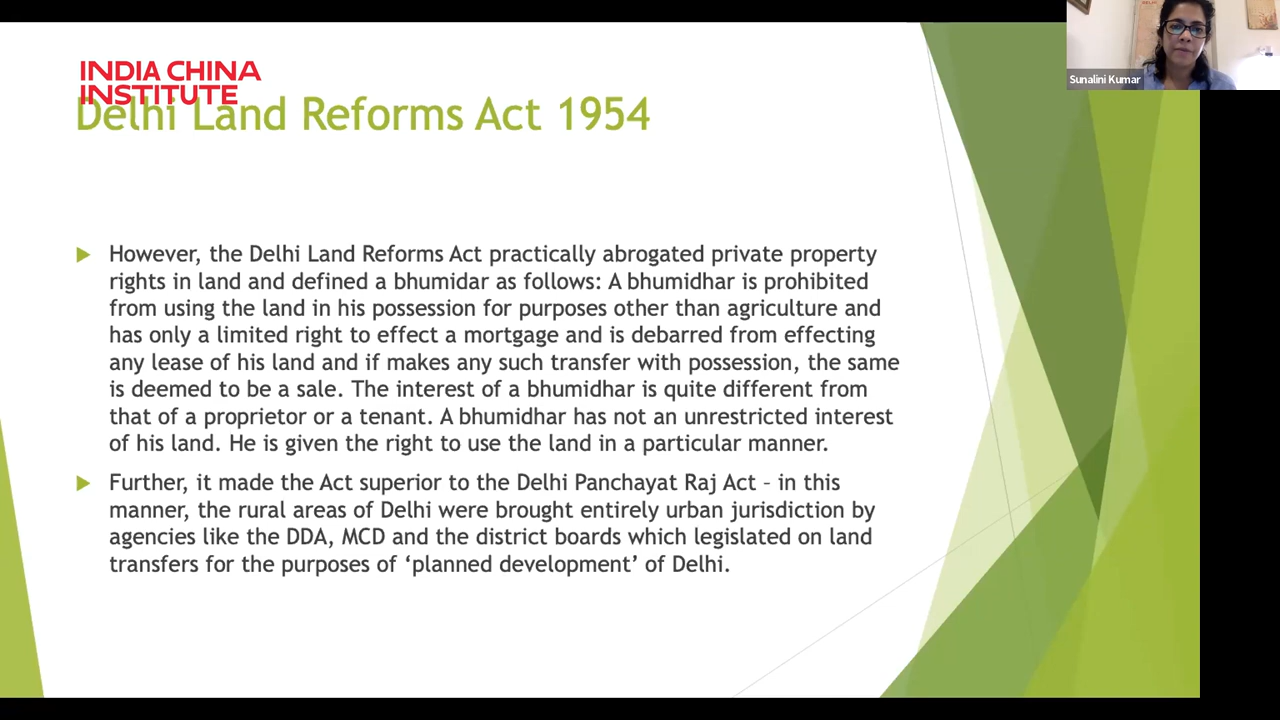 INDIA CHINA
INSTITUTE
Delhi Land Reforms Act 1954
However, the Delhi Land Reforms Act practically abrogated private property
rights in land and defined a bhumidar as follows: A bhumidhar is prohibited
from using the land in his possession for purposes other than agriculture and
has only a limited right to effect a mortgage and is debarred from effecting
any lease of his land and if makes any such transfer with possession, the same
is deemed to be a sale. The interest of a bhumidhar is quite different from
that of a proprietor or a tenant. A bhumidhar has not an unrestricted interest
of his land. He is given the right to use the land in a particular manner.
Further, it made the Act superior to the Delhi Panchayat Raj Act – in this
manner, the rural areas of Delhi were brought entirely urban jurisdiction by
agencies like the DDA, MCD and the district boards which legislated on land
transfers for the purposes of ‘planned development’ of Delhi.
Sunalini Kumar